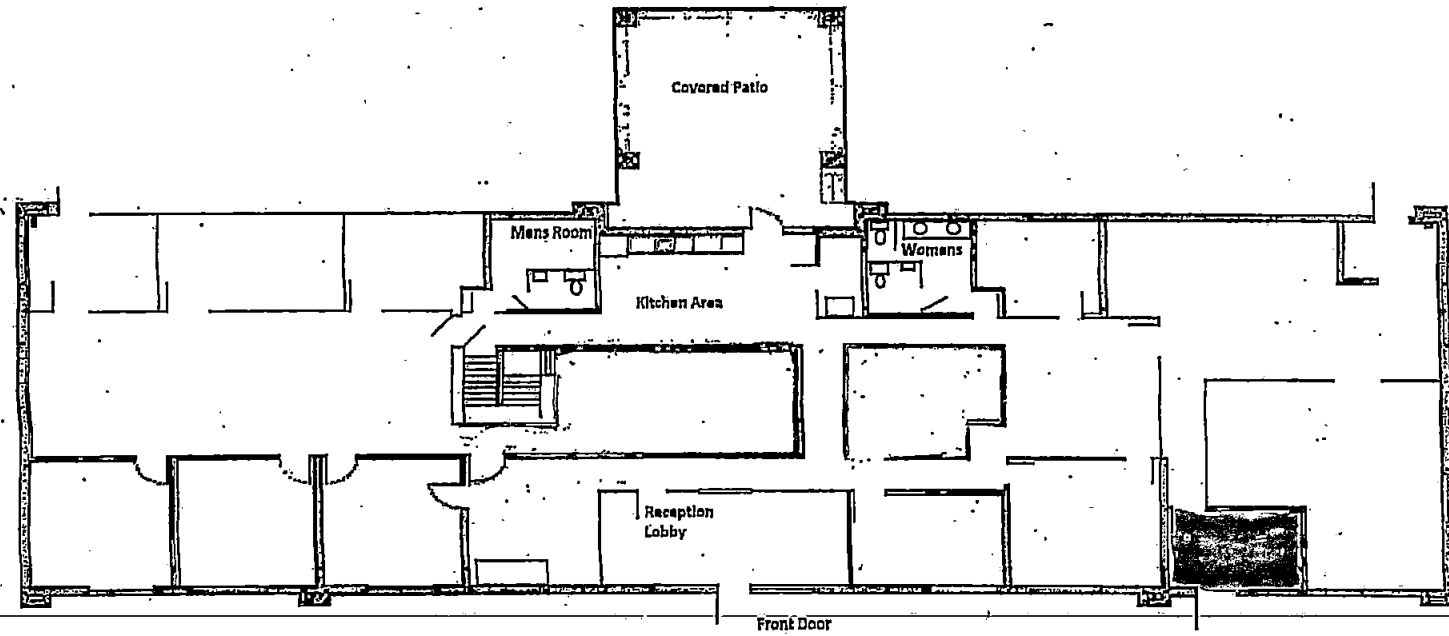 Covered Patio
Mens Room
Womens
Kitchen Area
Reception
Lobby
Front Door